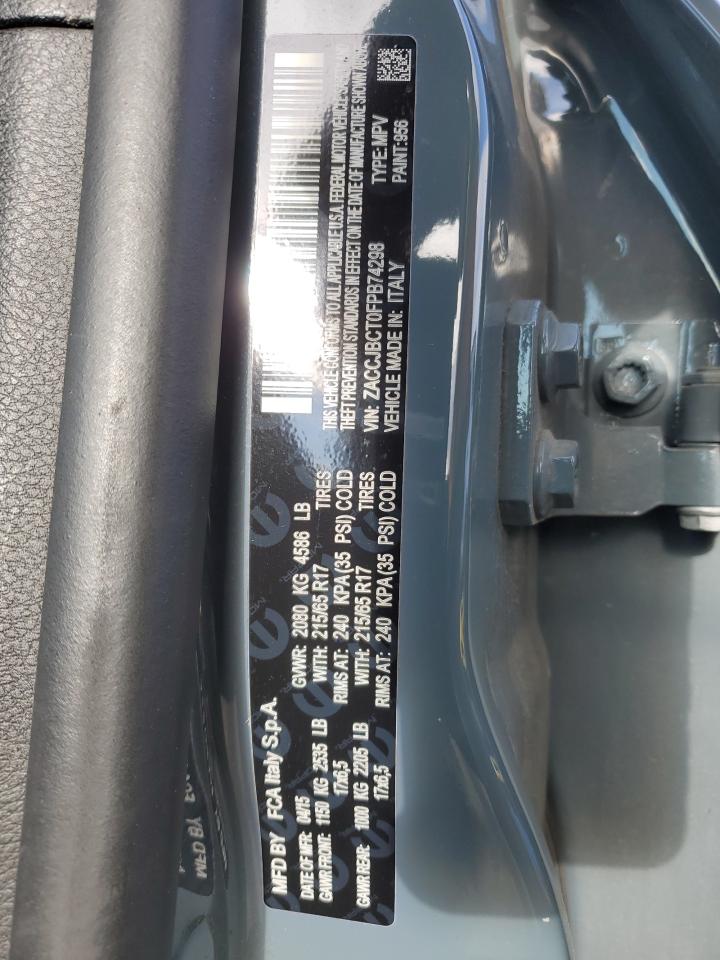 MFD BY FCA Italy S.p.A.
DATE OF MFR: 04/15 GVWR: 2080 KG 4586 LB
GAWR FRONT: 1150 KG 2535 LB WITH: 215/65 R17 TIRES
17x6,5 RIMS AT: 240 KPA (35 PSI) COLD
GAWR REAR: 1000 KG 2205 LB WITH: 215/65 R17 TIRES
17x6,5 RIMS AT: 240 KPA (35 PSI) COLD
THIS VEHICLE CONFORMS TO ALL APPLICABLE U.S.A. FEDERAL MOTOR VEHICLE
THEFT PREVENTION STANDARDS IN EFFECT ON THE DATE OF MANUFACTURE SHOWN
VIN: ZACCJBCT0FPB74298 TYPE: MPV
VEHICLE MADE IN: ITALY PAINT: 956
MOPAR